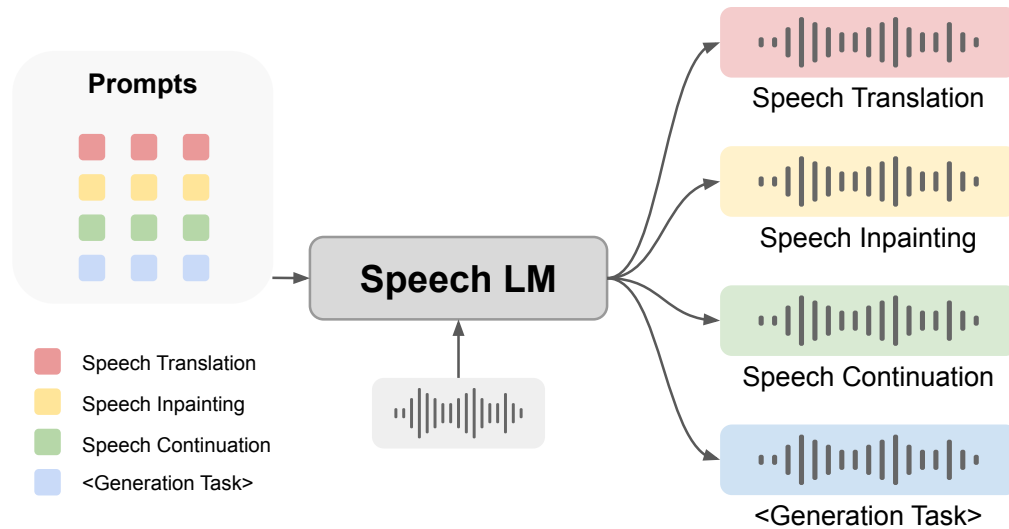 Prompts
Speech Translation
Speech Inpainting
Speech Continuation
<Generation Task>
Speech LM
Speech Translation
Speech Inpainting
Speech Continuation
<Generation Task>